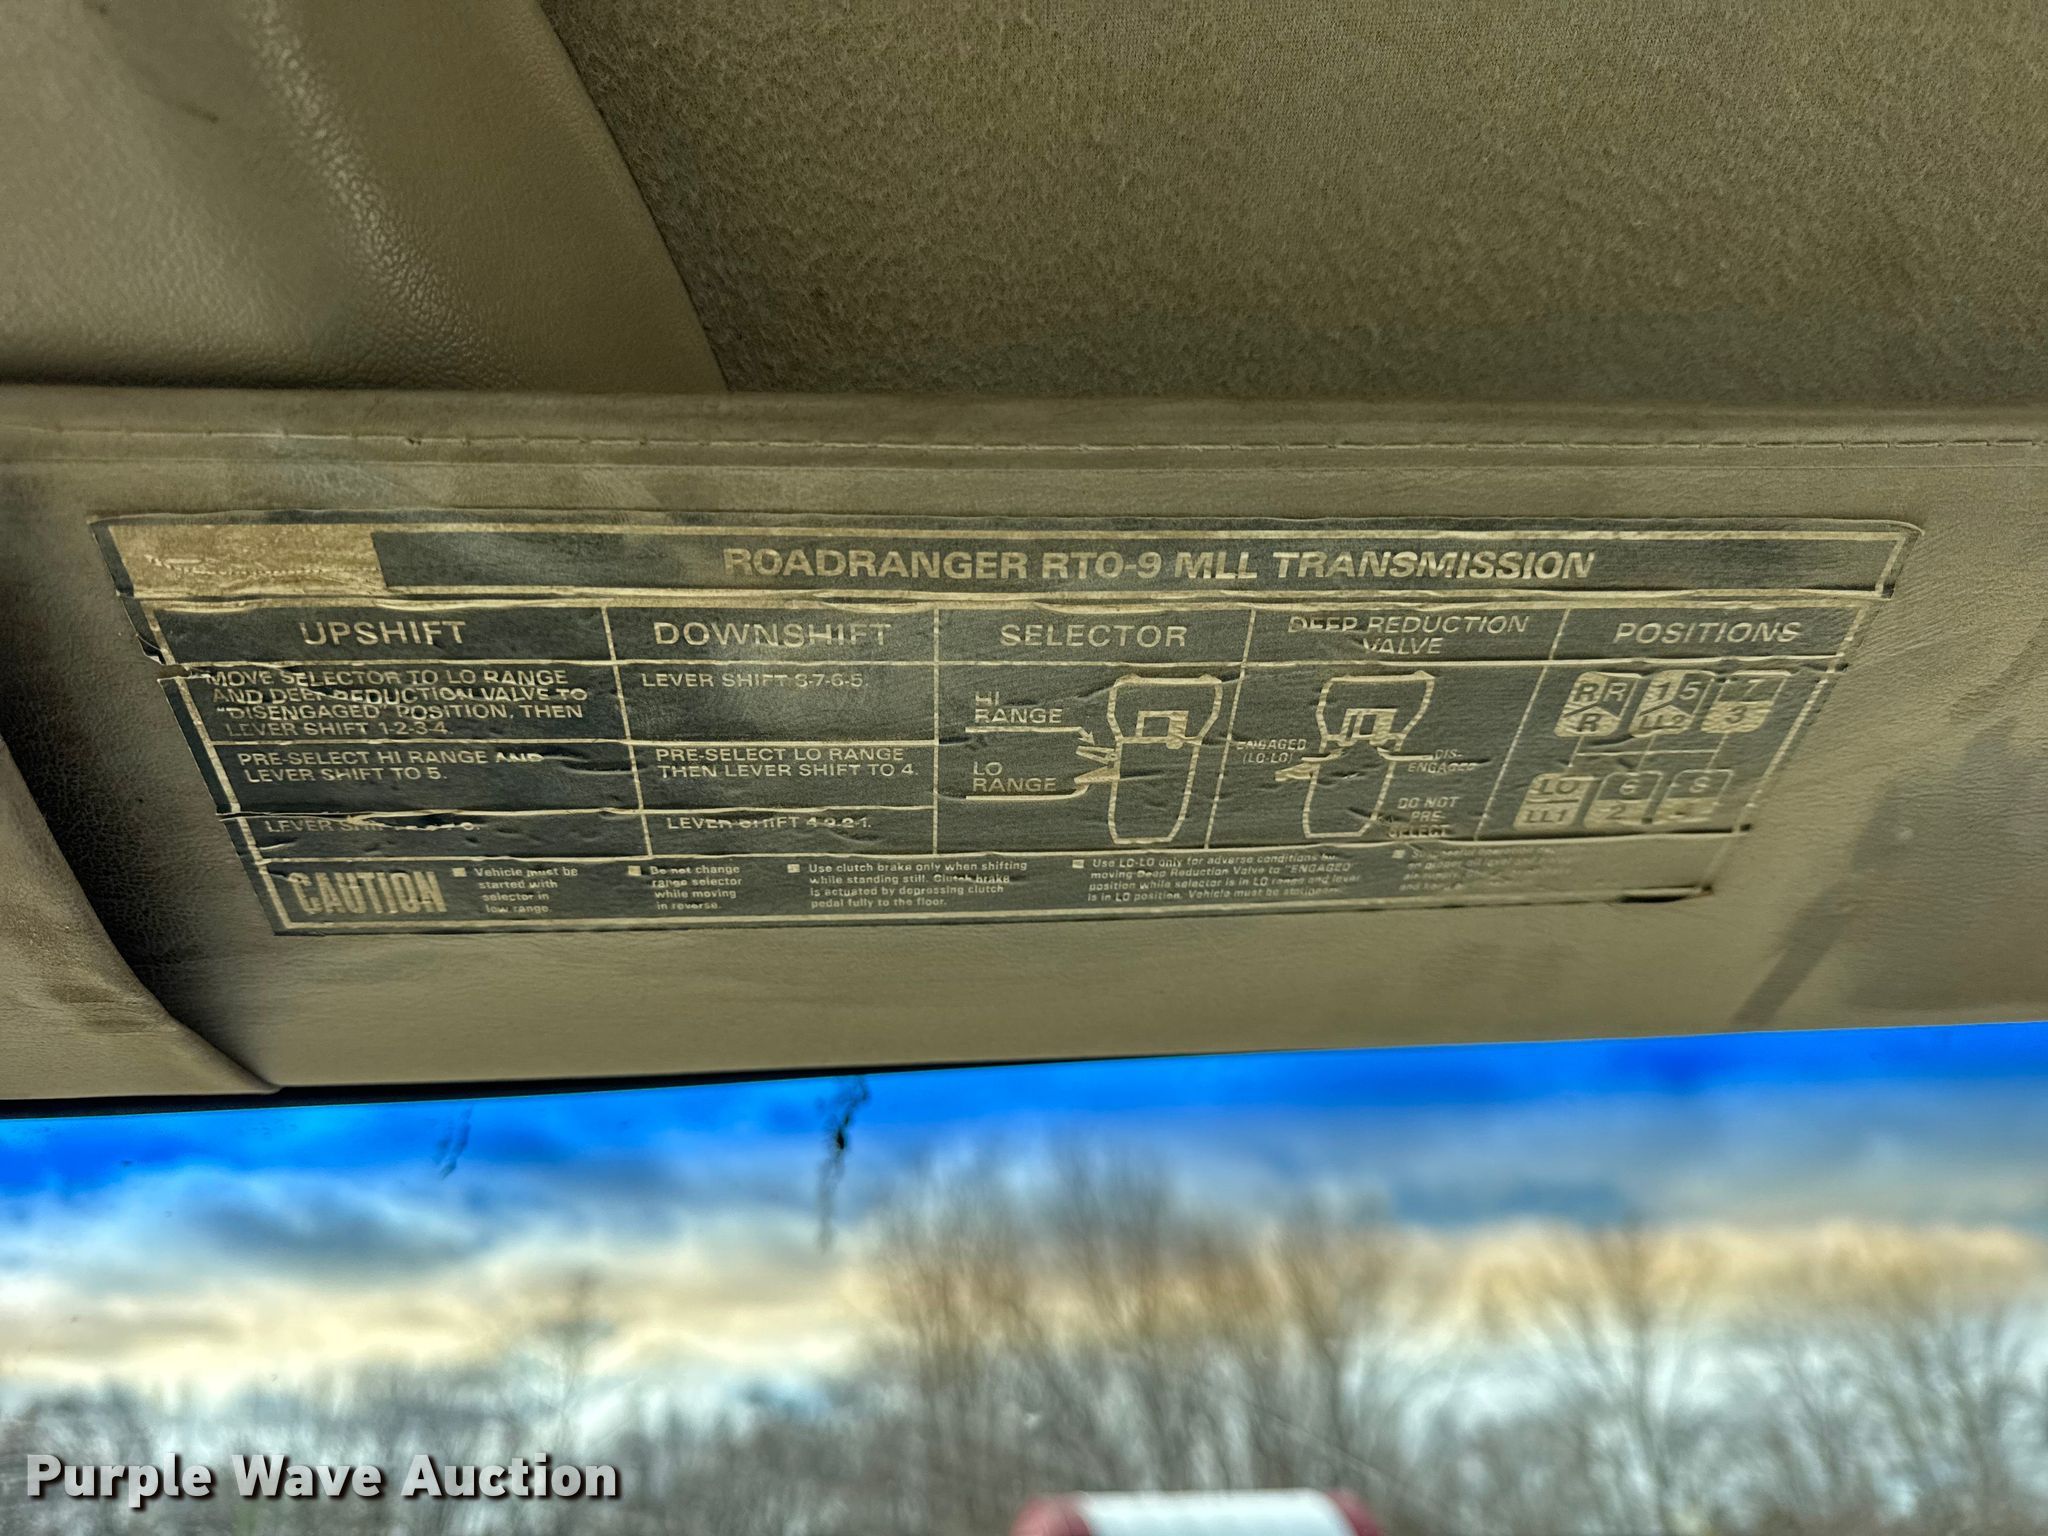 ROADRANGER RTO-9 MLL TRANSMISSION
UPSHIFT
MOVE SELECTOR TO LO RANGE
AND DEEP REDUCTION VALVE TO
"DISENGAGED" POSITION, THEN
LEVER SHIFT 1-2-3-4.
PRE-SELECT HI RANGE AND
LEVER SHIFT TO 5.
LEVER SHIFT
DOWNSHIFT
LEVER SHIFT 8-7-6-5.
PRE-SELECT LO RANGE
THEN LEVER SHIFT TO 4.
LEVER SHIFT 4-3-2-1.
SELECTOR
HI
RANGE
LO
RANGE
DEEP REDUCTION
VALVE
ENGAGED
(LO-LO)
DIS-
ENGAGED
DO NOT
PRE-
SELECT
POSITIONS
R R 1 5 7
R LL2 3
LO 6 8
LL1 2 4
CAUTION
Vehicle must be
started with
selector in
low range.
Do not change
range selector
while moving
in reverse.
Use clutch brake only when shifting
while standing still. Clutch brake
is actuated by depressing clutch
pedal fully to the floor.
Use LO-LO only for adverse conditions by
moving Deep Reduction Valve to "ENGAGED"
position while selector is in LO range and lever
is in LO position. Vehicle must be stationary.
Purple Wave Auction